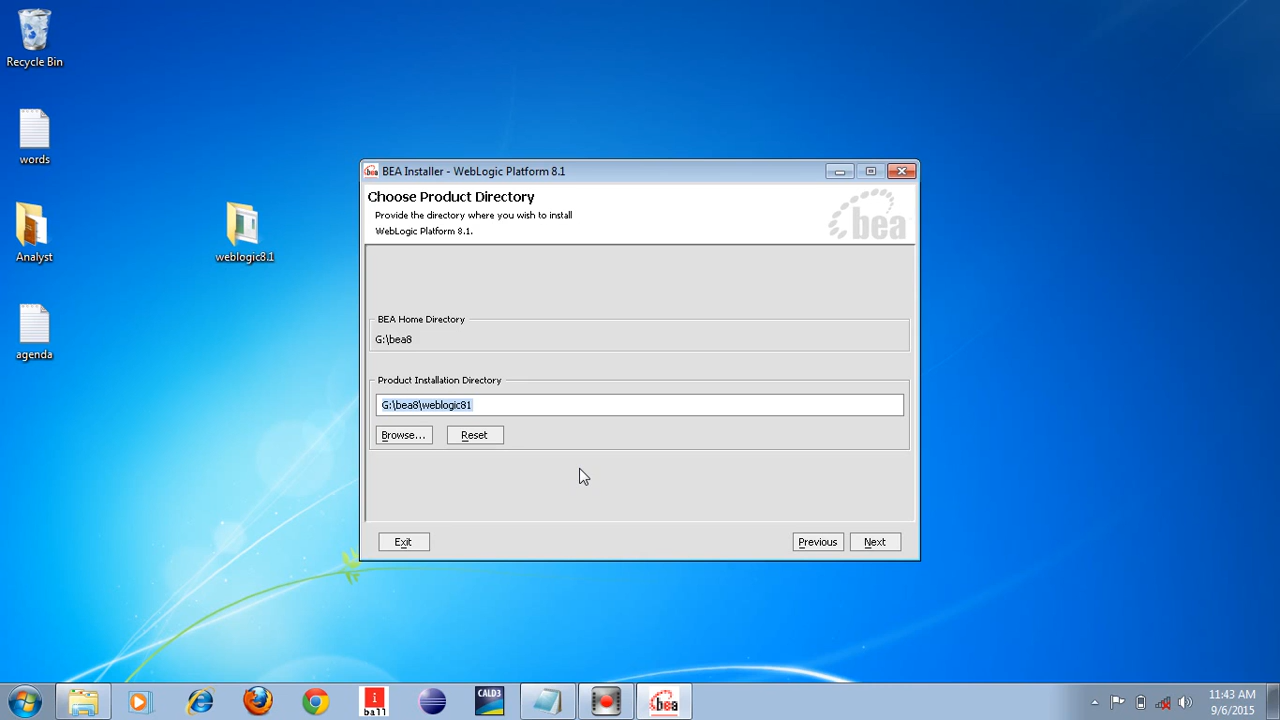 Recycle Bin
words
Analyst
agenda
weblogic8.1
BEA Installer - WebLogic Platform 8.1
Choose Product Directory
Provide the directory where you wish to install
WebLogic Platform 8.1.
bea
BEA Home Directory
G:\bea8
Product Installation Directory
G:\bea8\weblogic81
Browse...
Reset
Exit
Previous
Next
i
ball
CALD3
bea
11:43 AM
9/6/2015